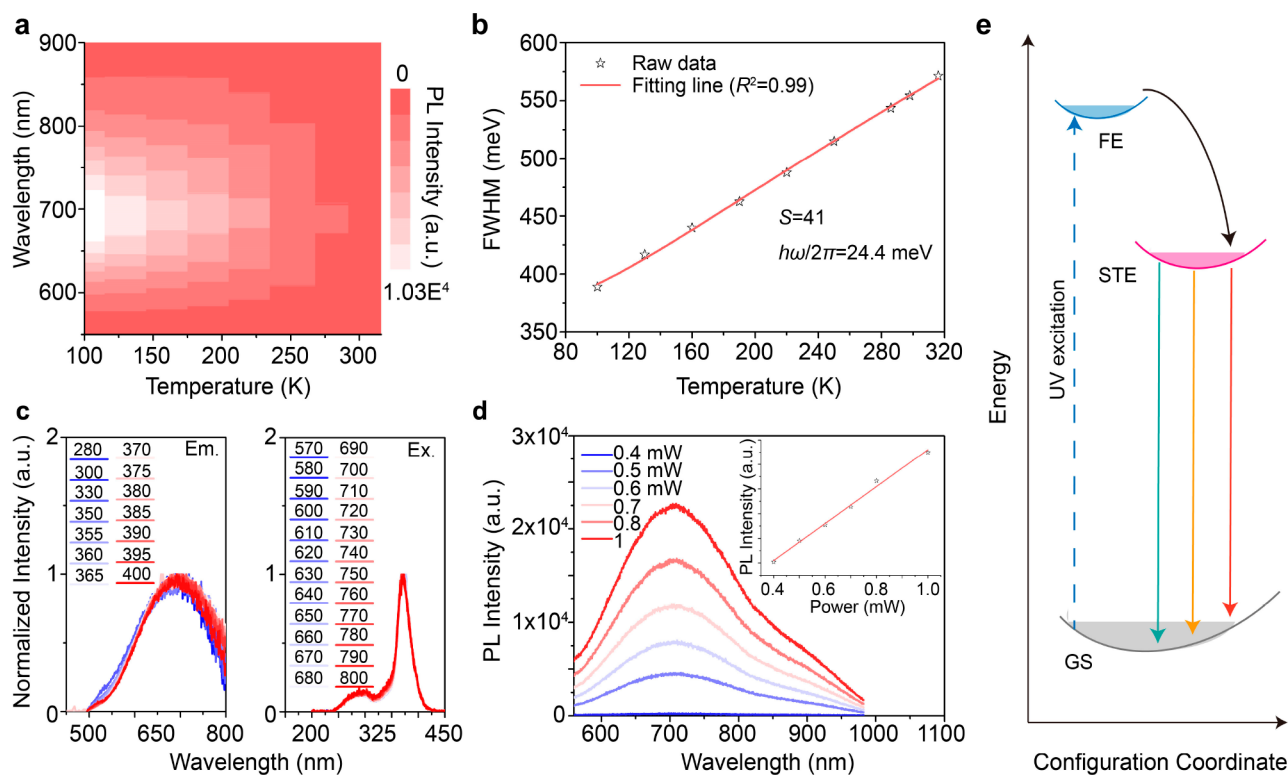 a
900
800
700
600
Wavelength (nm)
100
150
200
250
300
Temperature (K)
0
PL Intensity (a.u.)
1.03E⁴
b
600
550
500
450
400
350
FWHM (meV)
Raw data
Fitting line (R²=0.99)
S=41
hω/2π=24.4 meV
80
120
160
200
240
280
320
Temperature (K)
c
2
1
0
Normalized Intensity (a.u.)
Em.
280 370
300 375
330 380
350 385
355 390
360 395
365 400
500
650
800
2
1
0
Ex.
570 690
580 700
590 710
600 720
610 730
620 740
630 750
640 760
650 770
660 780
670 790
680 800
200
325
450
Wavelength (nm)
d
3x10⁴
2x10⁴
1x10⁴
0
PL Intensity (a.u.)
0.4 mW
0.5 mW
0.6 mW
0.7
0.8
1
PL Intensity (a.u.)
0.4
0.6
0.8
1.0
Power (mW)
600
700
800
900
1000
1100
Wavelength (nm)
e
FE
STE
UV excitation
GS
Energy
Configuration Coordinate